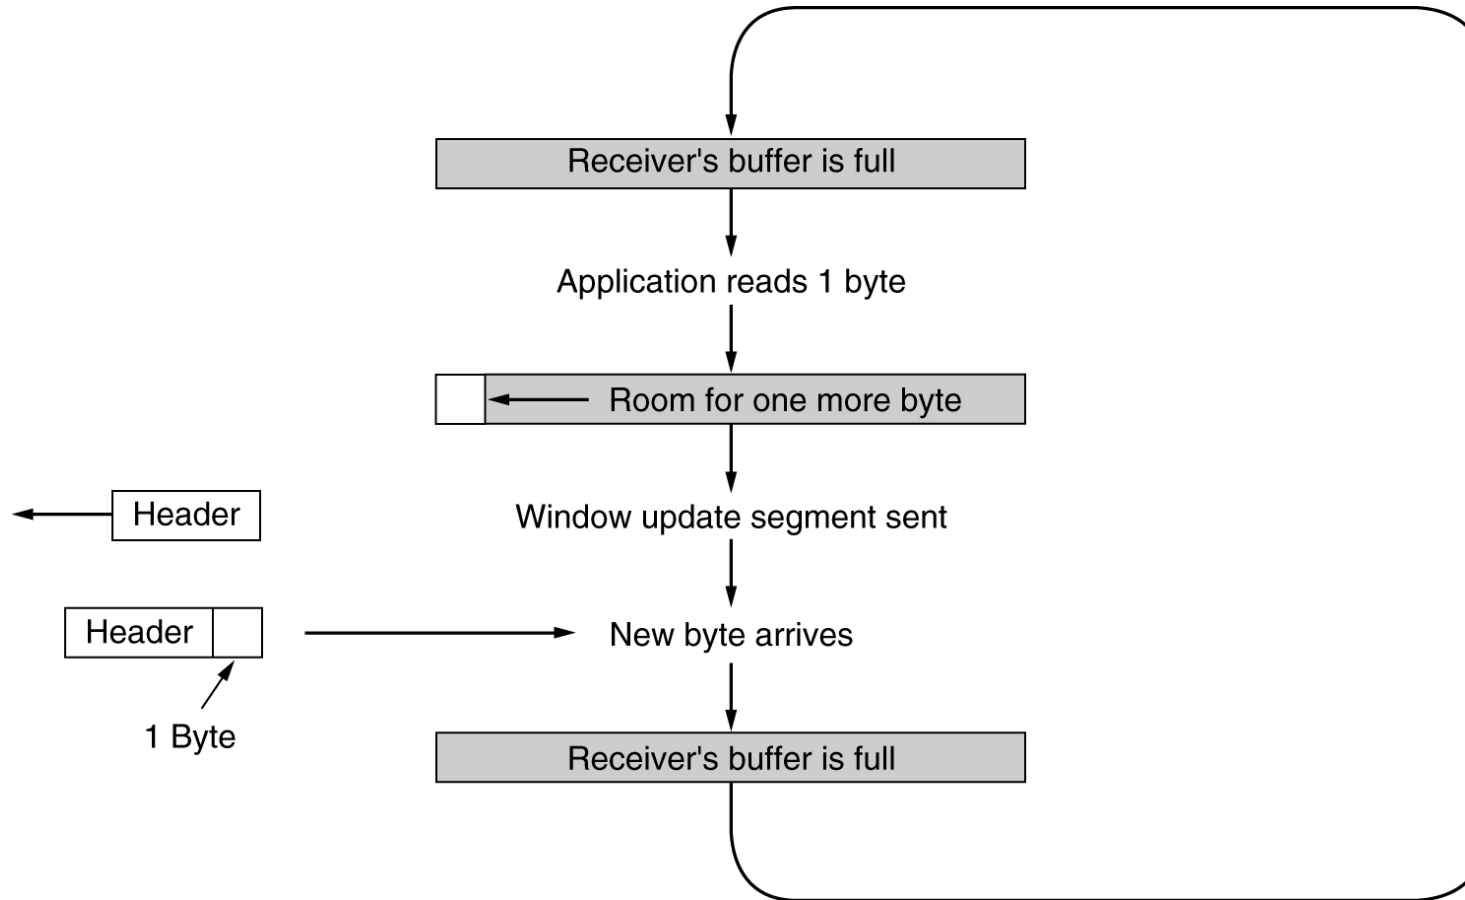 Receiver's buffer is full
Application reads 1 byte
Room for one more byte
Header
Window update segment sent
Header
New byte arrives
1 Byte
Receiver's buffer is full